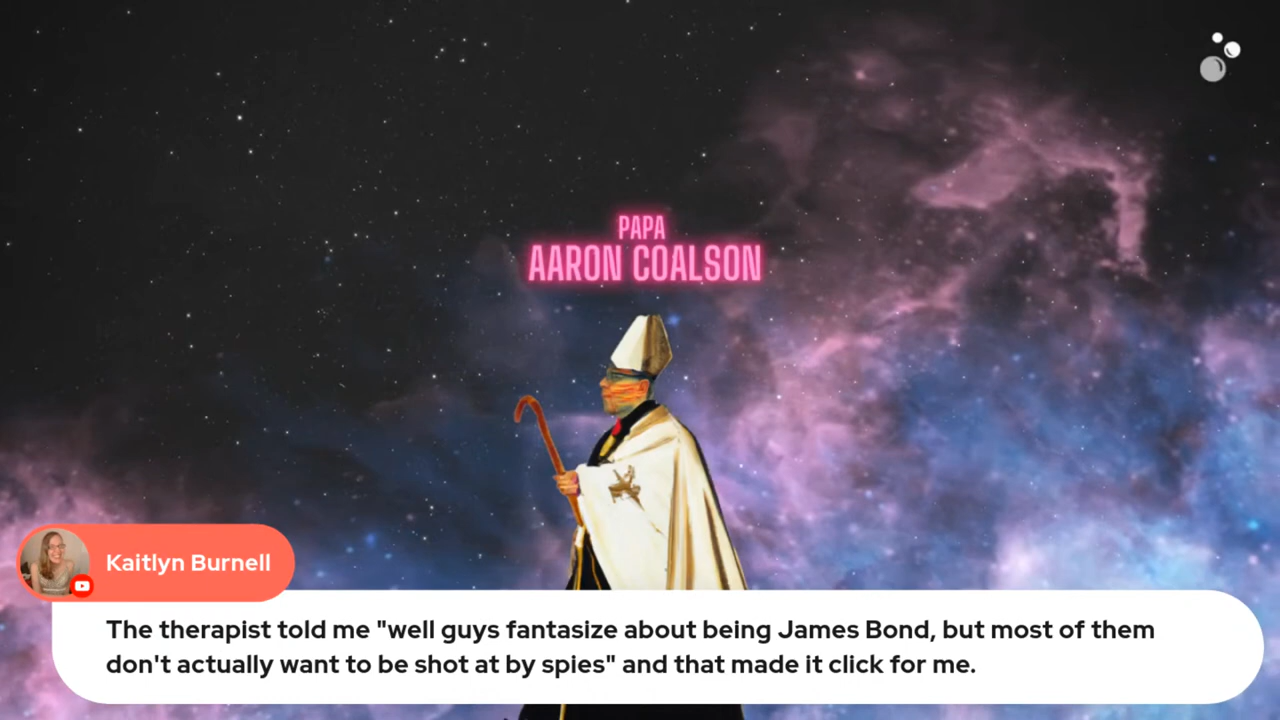 PAPA
AARON COALSON
Kaitlyn Burnell
The therapist told me "well guys fantasize about being James Bond, but most of them
don't actually want to be shot at by spies" and that made it click for me.